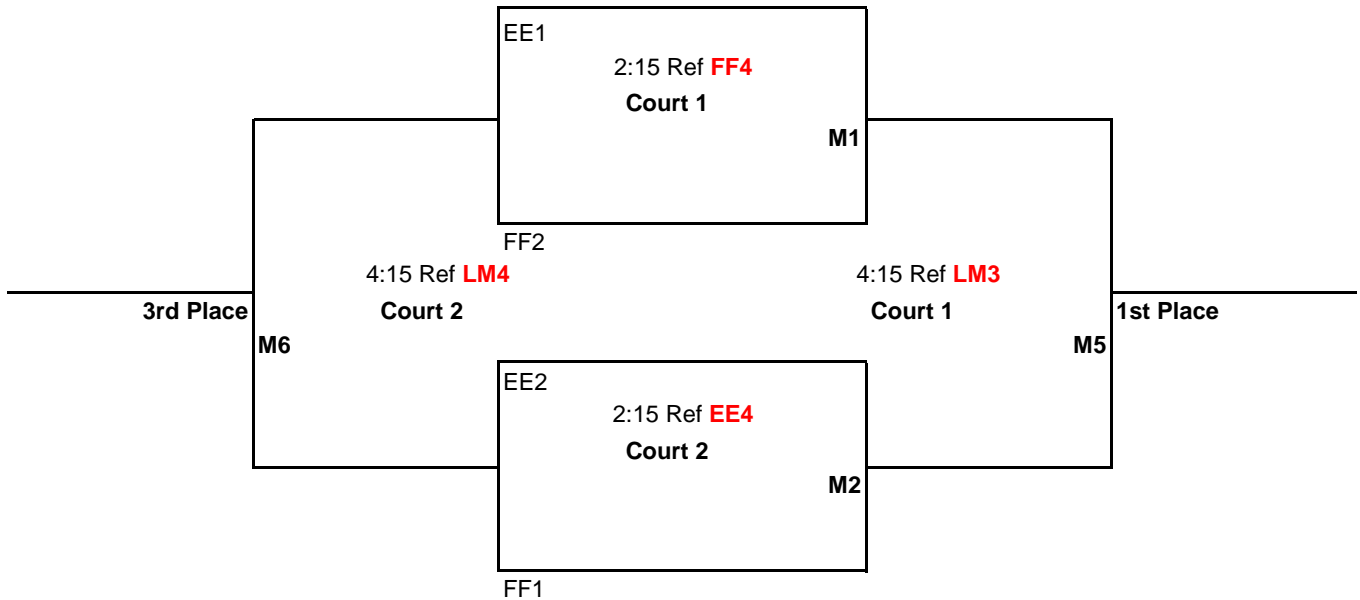 EE1
2:15 Ref FF4
Court 1
M1
FF2
4:15 Ref LM4
4:15 Ref LM3
3rd Place
Court 2
Court 1
1st Place
M6
M5
EE2
2:15 Ref EE4
Court 2
M2
FF1